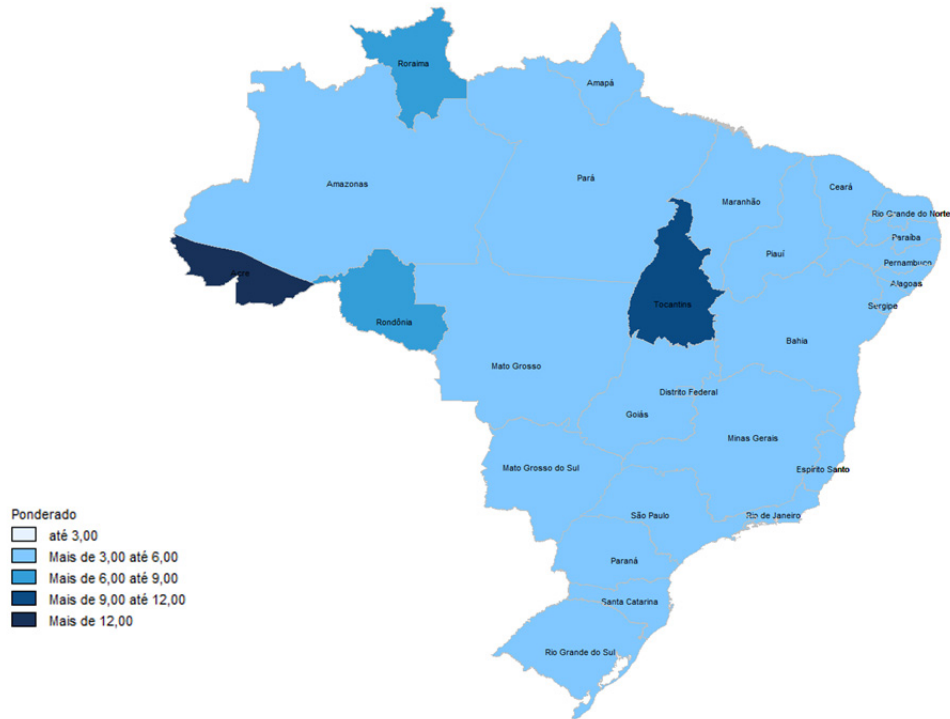 Roraima
Amapá
Amazonas
Pará
Maranhão
Ceará
Rio Grande do Norte
Paraíba
Piauí
Pernambuco
Acre
Alagoas
Tocantins
Sergipe
Rondônia
Bahia
Mato Grosso
Distrito Federal
Goiás
Minas Gerais
Mato Grosso do Sul
Espírito Santo
São Paulo
Rio de Janeiro
Paraná
Santa Catarina
Rio Grande do Sul
Ponderado
até 3,00
Mais de 3,00 até 6,00
Mais de 6,00 até 9,00
Mais de 9,00 até 12,00
Mais de 12,00